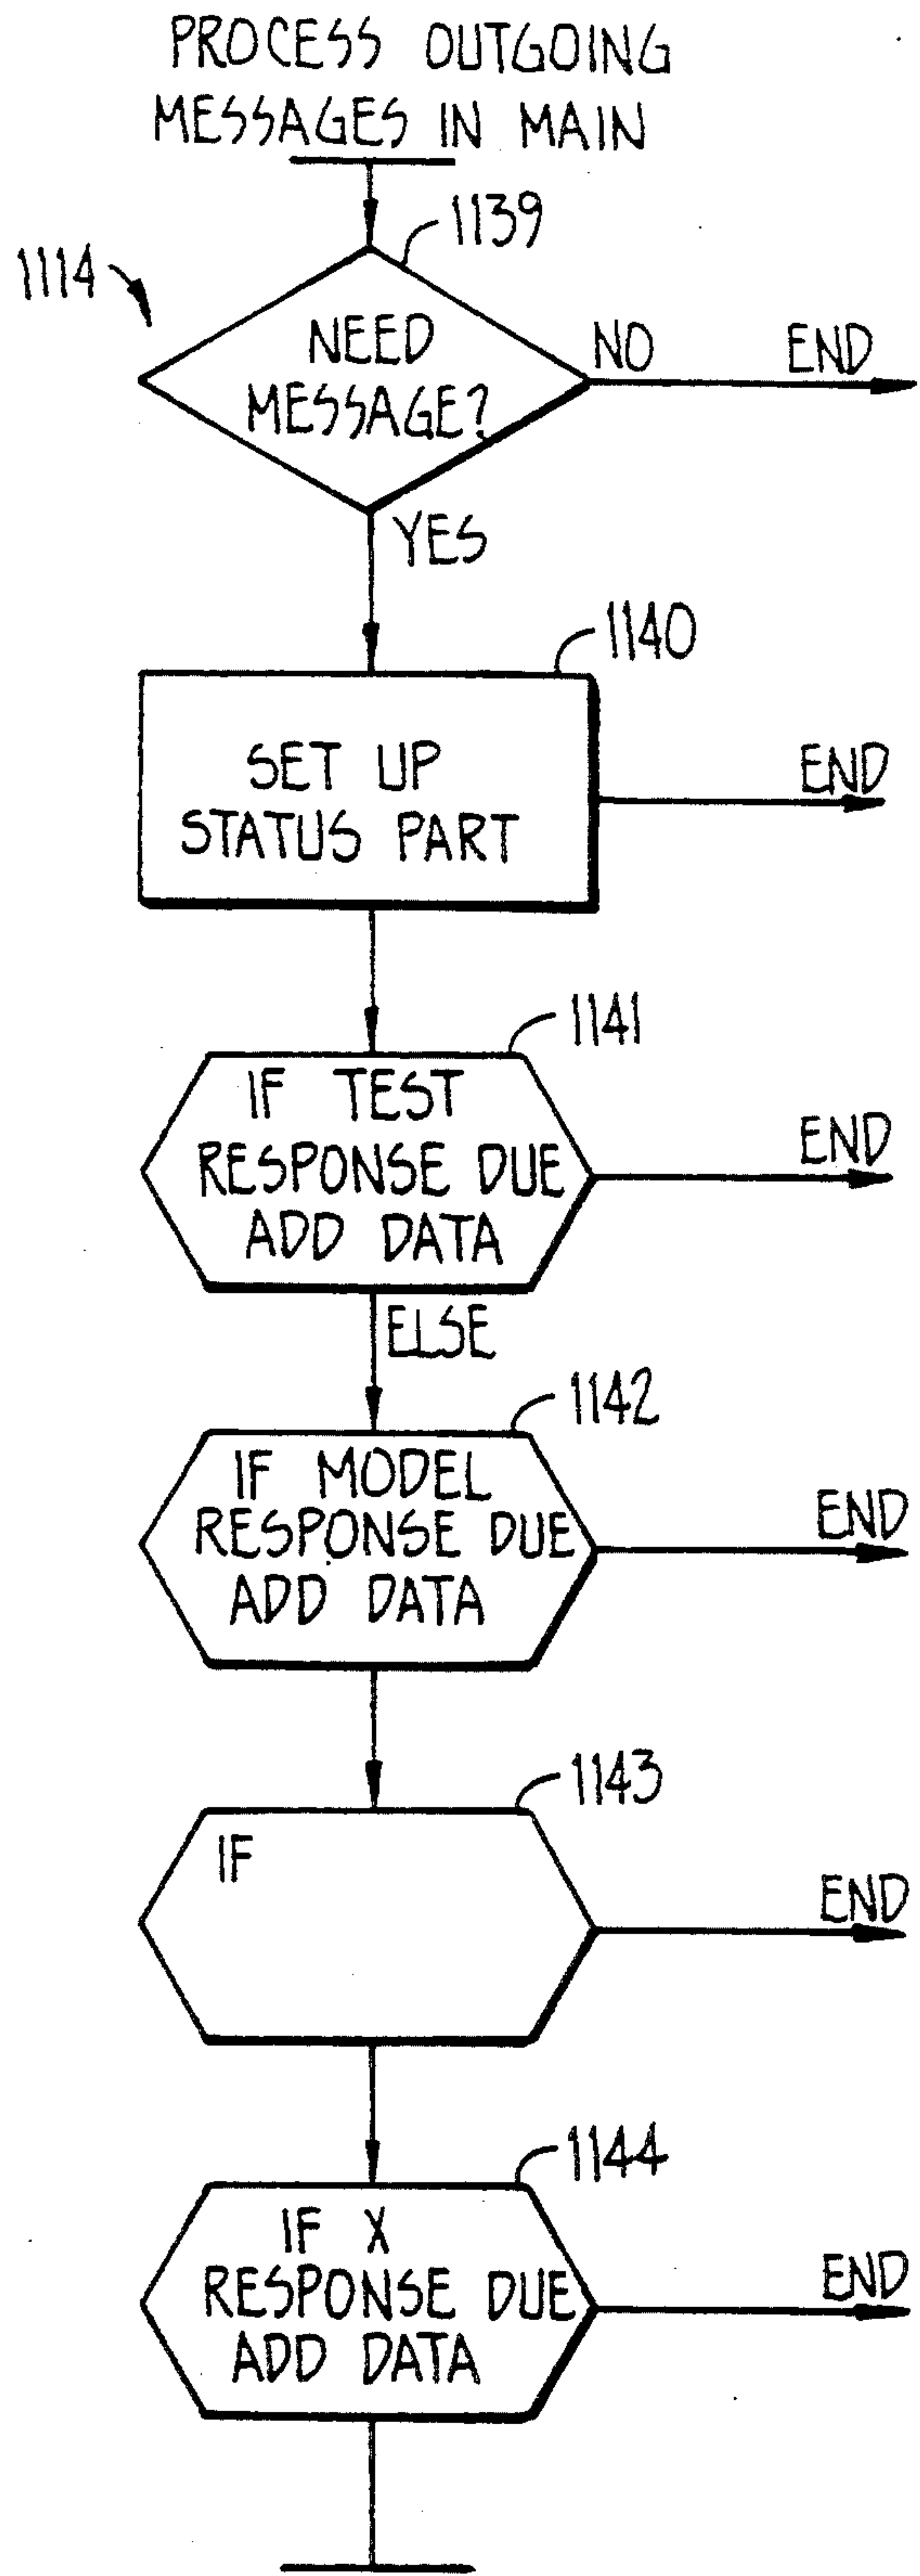 PROCESS OUTGOING
MESSAGES IN MAIN
1139
1114
NEED
MESSAGE?
NO
END
YES
1140
SET UP
STATUS PART
END
1141
IF TEST
RESPONSE DUE
ADD DATA
END
ELSE
1142
IF MODEL
RESPONSE DUE
ADD DATA
END
1143
IF
END
1144
IF X
RESPONSE DUE
ADD DATA
END